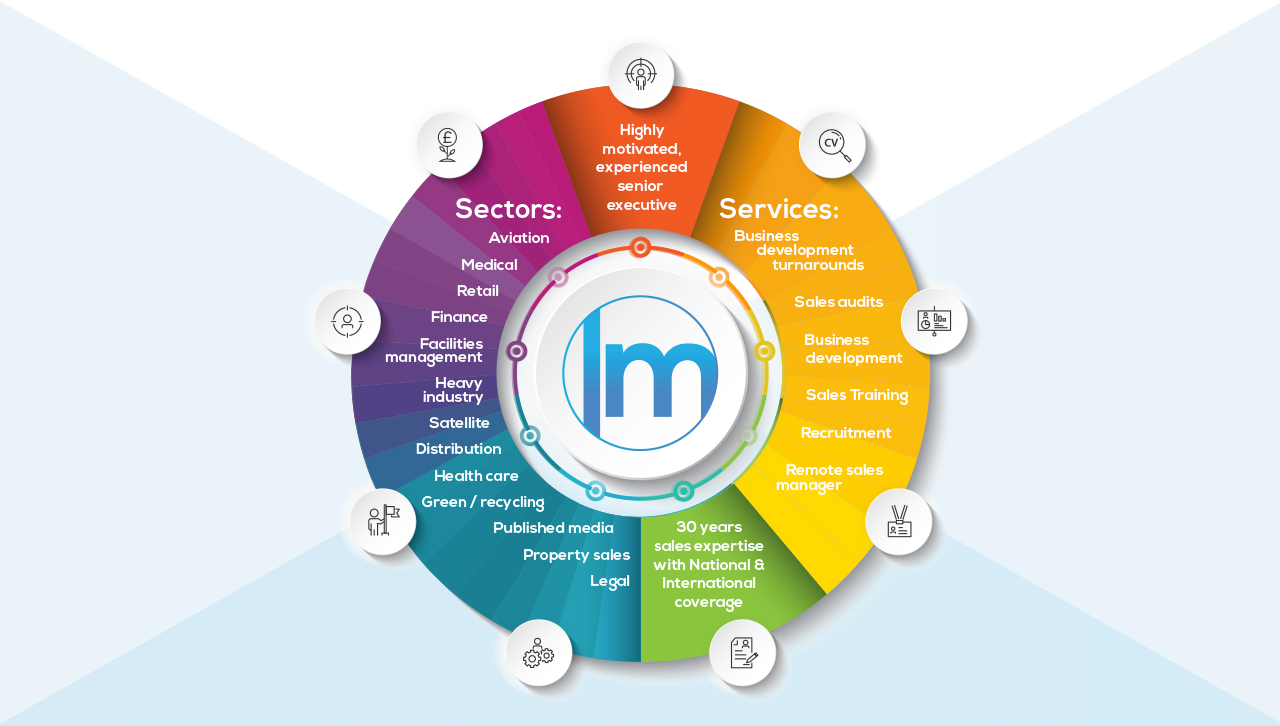 Highly
motivated,
experienced
senior
executive
Sectors:
Aviation
Medical
Retail
Finance
Facilities
management
Heavy
industry
Satellite
Distribution
Health care
Green / recycling
Published media
Property sales
Legal
Services:
Business
development
turnarounds
Sales audits
Business
development
Sales Training
Recruitment
Remote sales
manager
30 years
sales expertise
with National &
International
coverage
lm
£
CV